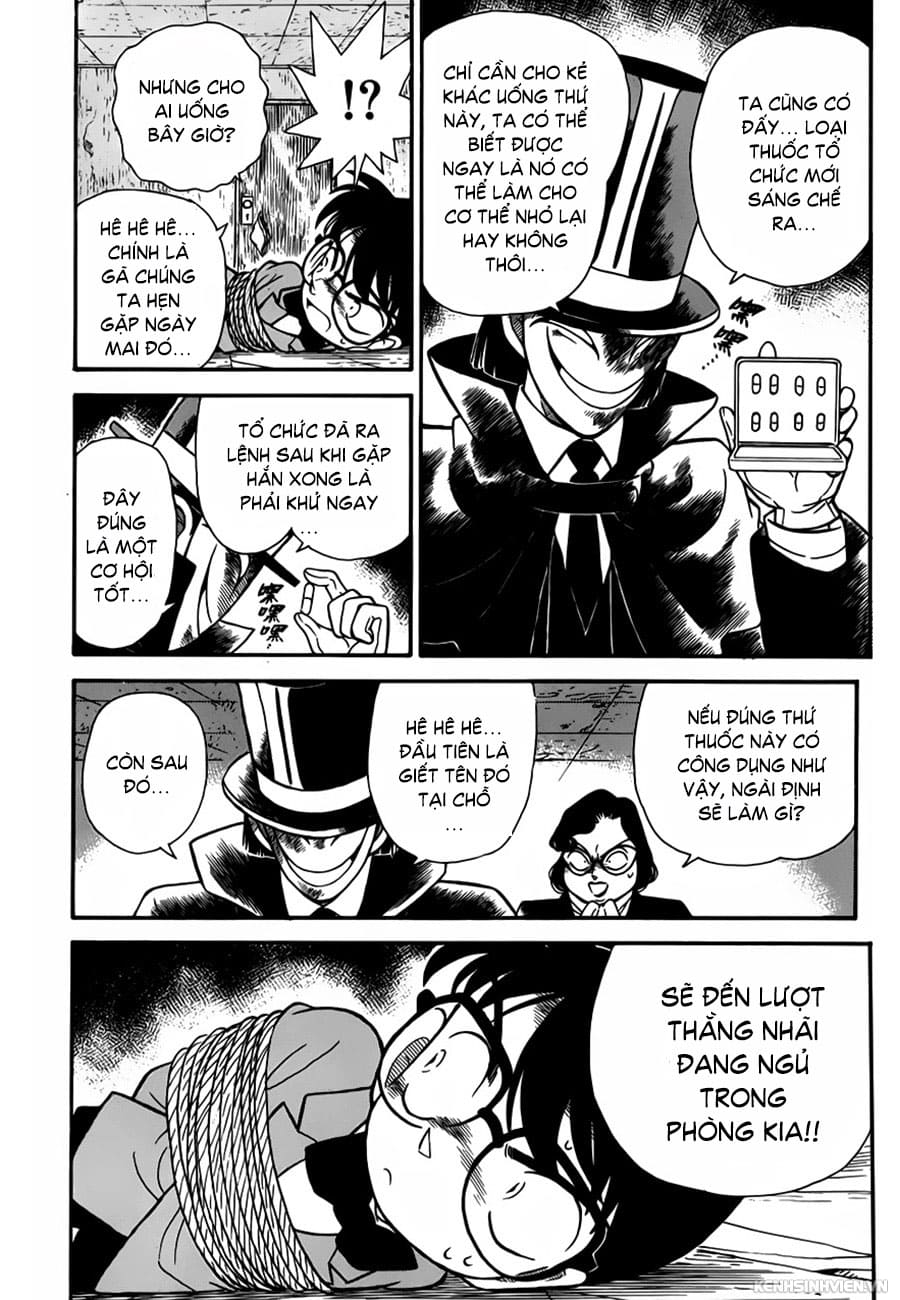 TA CŨNG CÓ
ĐẤY... LOẠI
THUỐC TỔ
CHỨC MỚI
SÁNG CHẾ
RA...
CHỈ CẦN CHO KẺ
KHÁC UỐNG THỨ
NÀY, TA CÓ THỂ
BIẾT ĐƯỢC
NGAY LÀ NÓ CÓ
THỂ LÀM CHO
CƠ THỂ NHỎ LẠI
HAY KHÔNG
THÔI...
嘿
嘿
!?
NHƯNG CHO
AI UỐNG
BÂY GIỜ?
HÊ HÊ HÊ...
CHÍNH LÀ
GÃ CHÚNG
TA HẸN
GẶP NGÀY
MAI ĐÓ...
TỔ CHỨC ĐÃ RA
LỆNH SAU KHI GẶP
HẮN XONG LÀ
PHẢI KHỨ NGAY
...
ĐÂY
ĐÚNG
LÀ MỘT
CƠ HỘI
TỐT...
嘿
嘿
嘿
NẾU ĐÚNG THỨ
THUỐC NÀY CÓ
CÔNG DỤNG NHƯ
VẬY, NGÀI ĐỊNH
SẼ LÀM GÌ?
HÊ HÊ HÊ...
ĐẦU TIÊN LÀ
GIẾT TÊN ĐÓ
TẠI CHỖ
...
CÒN SAU
ĐÓ...
SẼ ĐẾN LƯỢT
THẰNG NHÃI
ĐANG NGỦ
TRONG
PHÒNG KIA!!
KENHSINHVIEN.VN